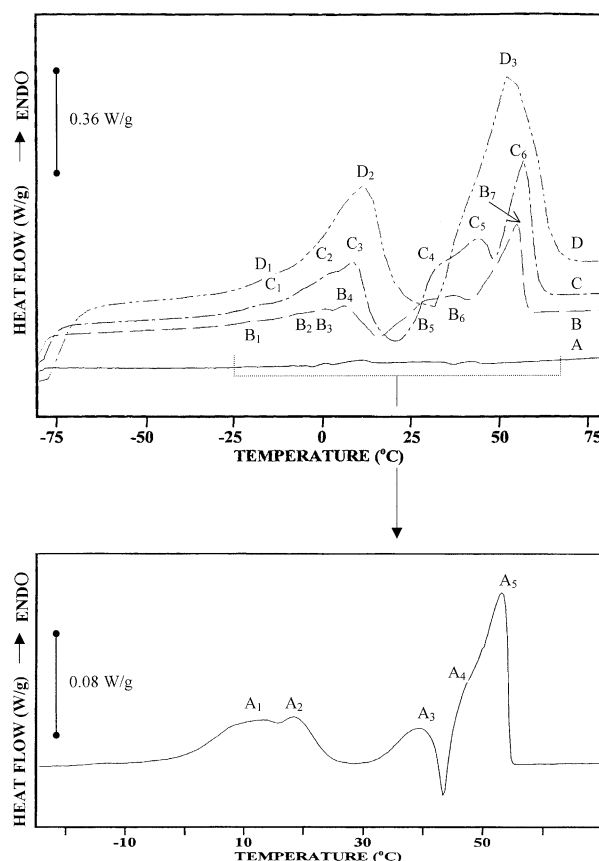 HEAT FLOW (W/g) → ENDO
0.36 W/g
D3
C6
B7
D2
C5
C4
D1
C2
C3
C1
D
C
B4
B1
B2 B3
B5
B6
B
A
-75
-50
-25
0
25
50
75
TEMPERATURE (°C)
HEAT FLOW (W/g) → ENDO
0.08 W/g
A5
A4
A1
A2
A3
-10
10
30
50
TEMPERATURE (°C)